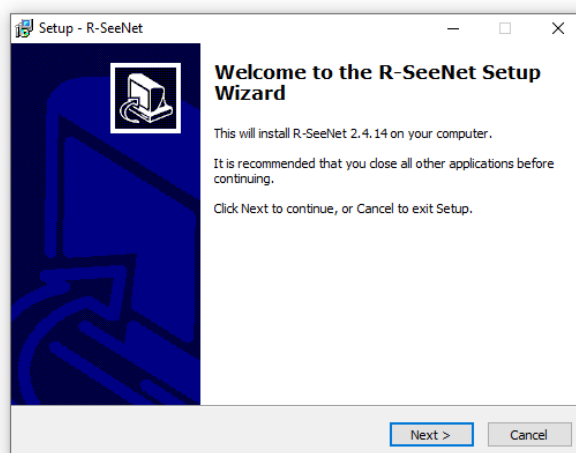 Setup - R-SeeNet
Welcome to the R-SeeNet Setup
Wizard
This will install R-SeeNet 2.4.14 on your computer.
It is recommended that you close all other applications before
continuing.
Click Next to continue, or Cancel to exit Setup.
Next >
Cancel